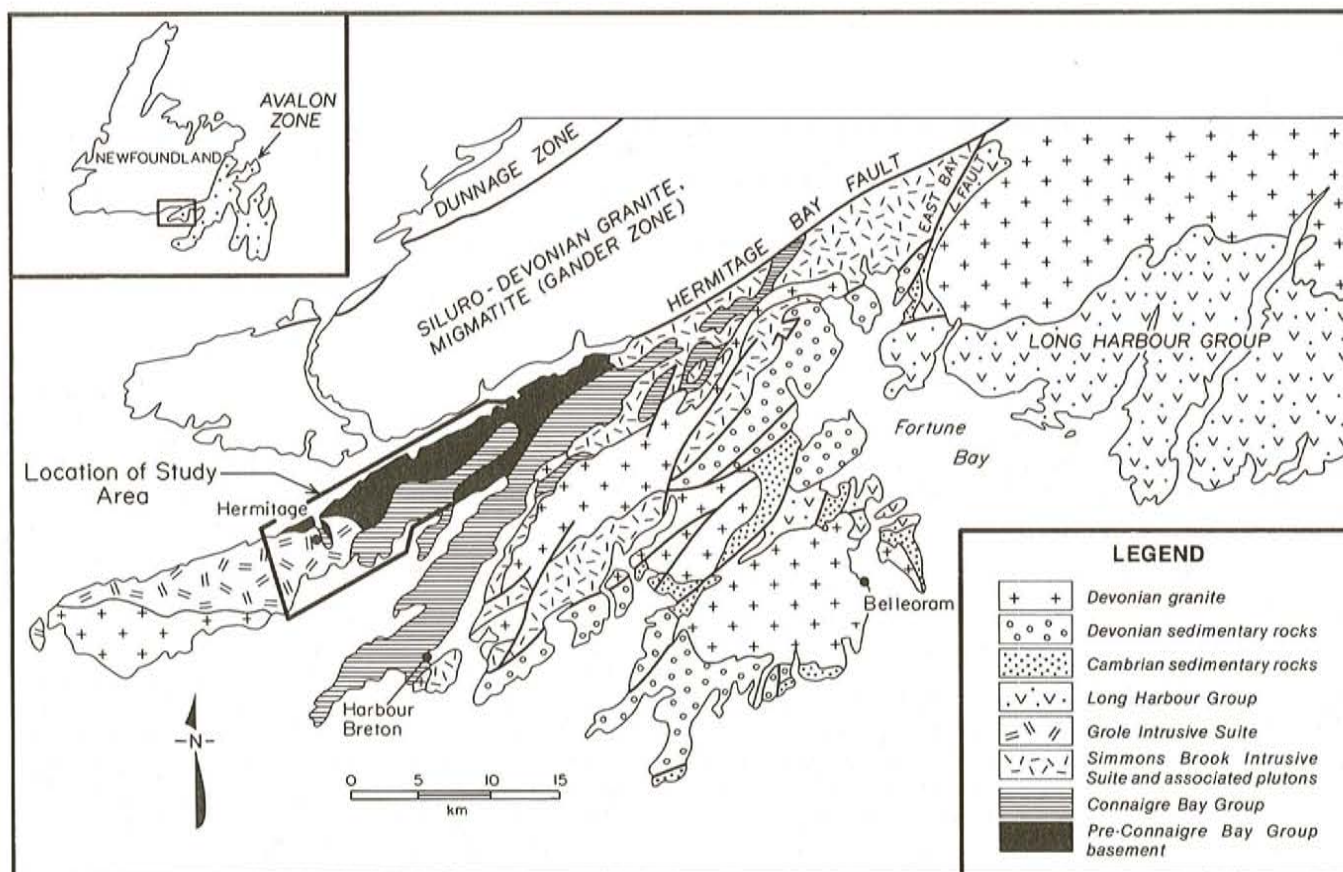 AVALON
ZONE
NEWFOUNDLAND
DUNNAGE ZONE
SILURO-DEVONIAN GRANITE,
MIGMATITE (GANDER ZONE)
HERMITAGE BAY FAULT
EAST BAY
FAULT
LONG HARBOUR GROUP
Fortune
Bay
Location of Study
Area
Hermitage
Belleoram
Harbour
Breton
-N-
0 5 10 15
km
LEGEND
Devonian granite
Devonian sedimentary rocks
Cambrian sedimentary rocks
Long Harbour Group
Grole Intrusive Suite
Simmons Brook Intrusive
Suite and associated plutons
Connaigre Bay Group
Pre-Connaigre Bay Group
basement